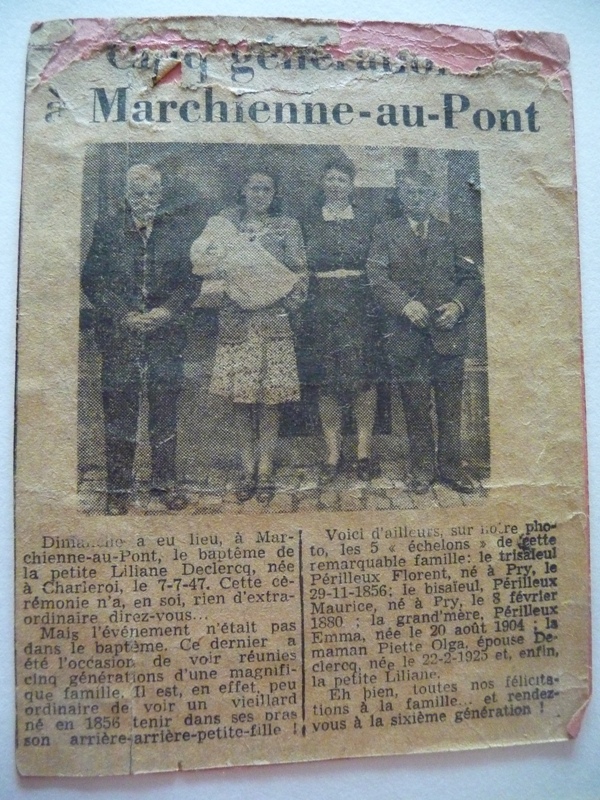 Cinq générations
à Marchienne-au-Pont
Dimanche a eu lieu, à Mar-
chienne-au-Pont, le baptême de
la petite Liliane Declercq, née
à Charleroi, le 7-7-47. Cette cé-
rémonie n'a, en soi, rien d'extra-
ordinaire direz-vous...
Mais l'événement n'était pas
dans le baptême. Ce dernier a
été l'occasion de voir réunies
cinq générations d'une magnifi-
que famille. Il est, en effet, peu
ordinaire de voir un vieillard
né en 1856 tenir dans ses bras
son arrière-arrière-petite-fille !
Voici d'ailleurs, sur notre pho-
to, les 5 « échelons » de cette
remarquable famille: le trisaïeul
Périlleux Florent, né à Pry, le
29-11-1856; le bisaïeul, Périlleux
Maurice, né à Pry, le 8 février
1880 ; la grand'mère, Périlleux
Emma, née le 20 août 1904 ; la
maman Piette Olga, épouse De-
clercq, née le 22-2-1925 et, enfin,
la petite Liliane.
Eh bien, toutes nos félicita-
tions à la famille... et rendez-
vous à la sixième génération !